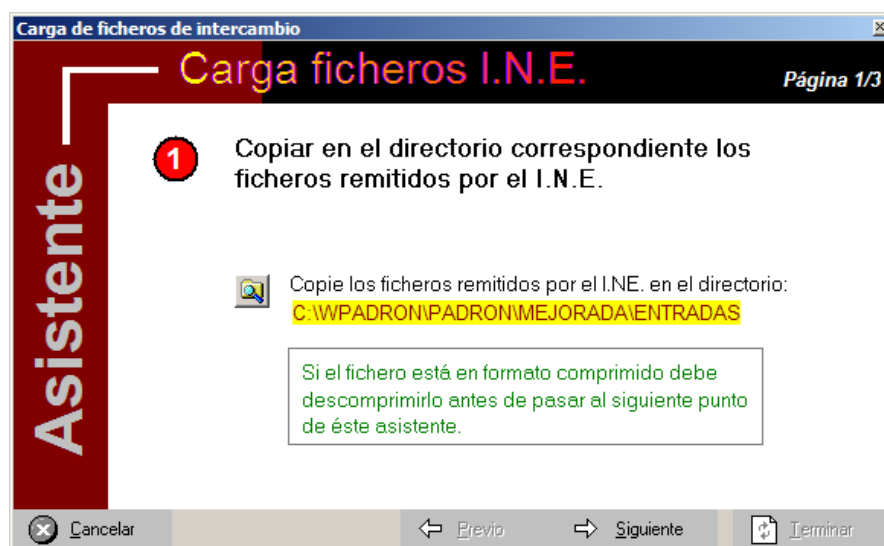 Carga de ficheros de intercambio
Carga ficheros I.N.E.
Página 1/3
Asistente
1
Copiar en el directorio correspondiente los
ficheros remitidos por el I.N.E.
Copie los ficheros remitidos por el I.NE. en el directorio:
C:\WPADRON\PADRON\MEJORADA\ENTRADAS
Si el fichero está en formato comprimido debe
descomprimirlo antes de pasar al siguiente punto
de éste asistente.
Cancelar
Previo
Siguiente
Terminar